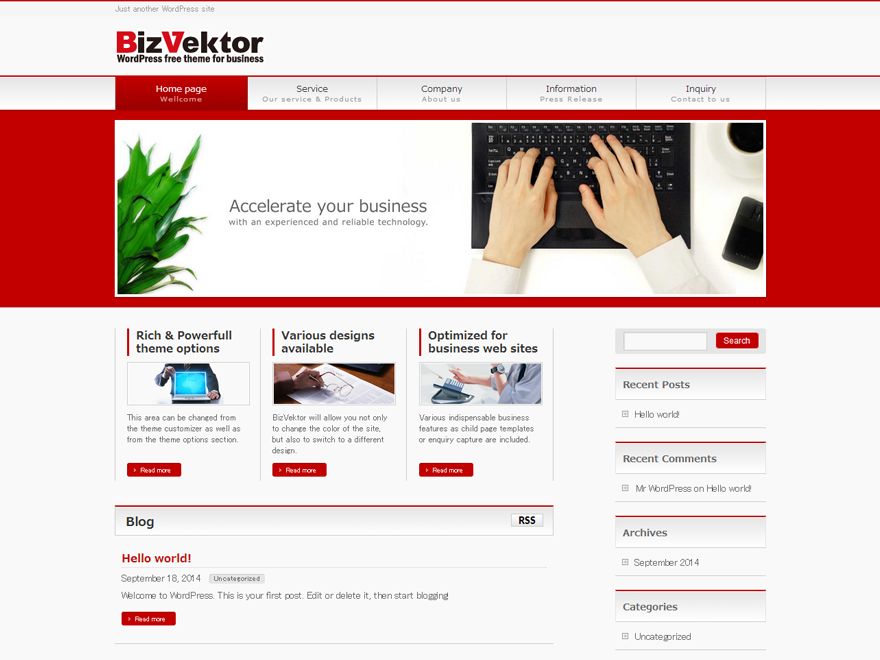 Just another WordPress site
BizVektor
WordPress free theme for business
Home page
Wellcome
Service
Our service & Products
Company
About us
Information
Press Release
Inquiry
Contact to us
Accelerate your business
with an experienced and reliable technology.
Rich & Powerfull
theme options
This area can be changed from
the theme customizer as well as
from the theme options section.
Read more
Various designs
available
BizVektor will allow you not only
to change the color of the site,
but also to switch to a different
design.
Read more
Optimized for
business web sites
Various indispensable business
features as child page templates
or enquiry capture are included.
Read more
Search
Recent Posts
Hello world!
Recent Comments
Mr WordPress on Hello world!
Archives
September 2014
Categories
Uncategorized
Blog
RSS
Hello world!
September 18, 2014 Uncategorized
Welcome to WordPress. This is your first post. Edit or delete it, then start blogging!
Read more